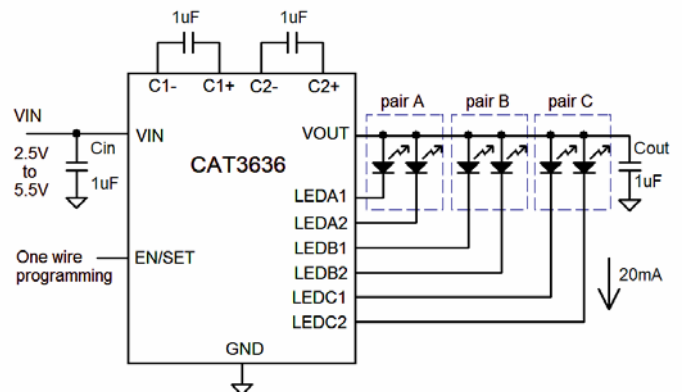 1uF
1uF
C1-
C1+
C2-
C2+
pair A
pair B
pair C
VIN
VIN
VOUT
Cin
Cout
2.5V
to
5.5V
1uF
1uF
CAT3636
LEDA1
LEDA2
One wire
programming
EN/SET
LEDB1
LEDB2
LEDC1
LEDC2
20mA
GND